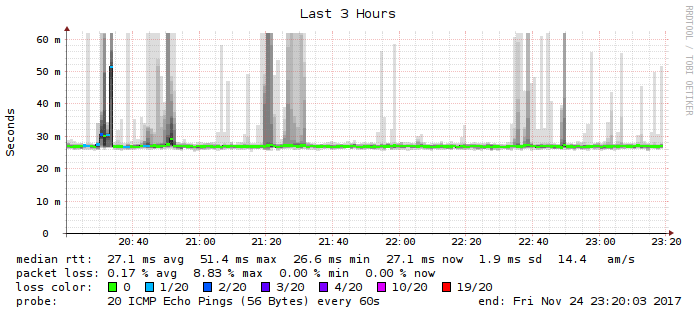 Last 3 Hours
RRDTOOL / TOBI OETIKER
Seconds
60 m
50 m
40 m
30 m
20 m
10 m
0
20:40 21:00 21:20 21:40 22:00 22:20 22:40 23:00 23:20
median rtt: 27.1 ms avg 51.4 ms max 26.6 ms min 27.1 ms now 1.9 ms sd 14.4 am/s
packet loss: 0.17 % avg 8.83 % max 0.00 % min 0.00 % now
loss color: 0 1/20 2/20 3/20 4/20 10/20 19/20
probe: 20 ICMP Echo Pings (56 Bytes) every 60s end: Fri Nov 24 23:20:03 2017